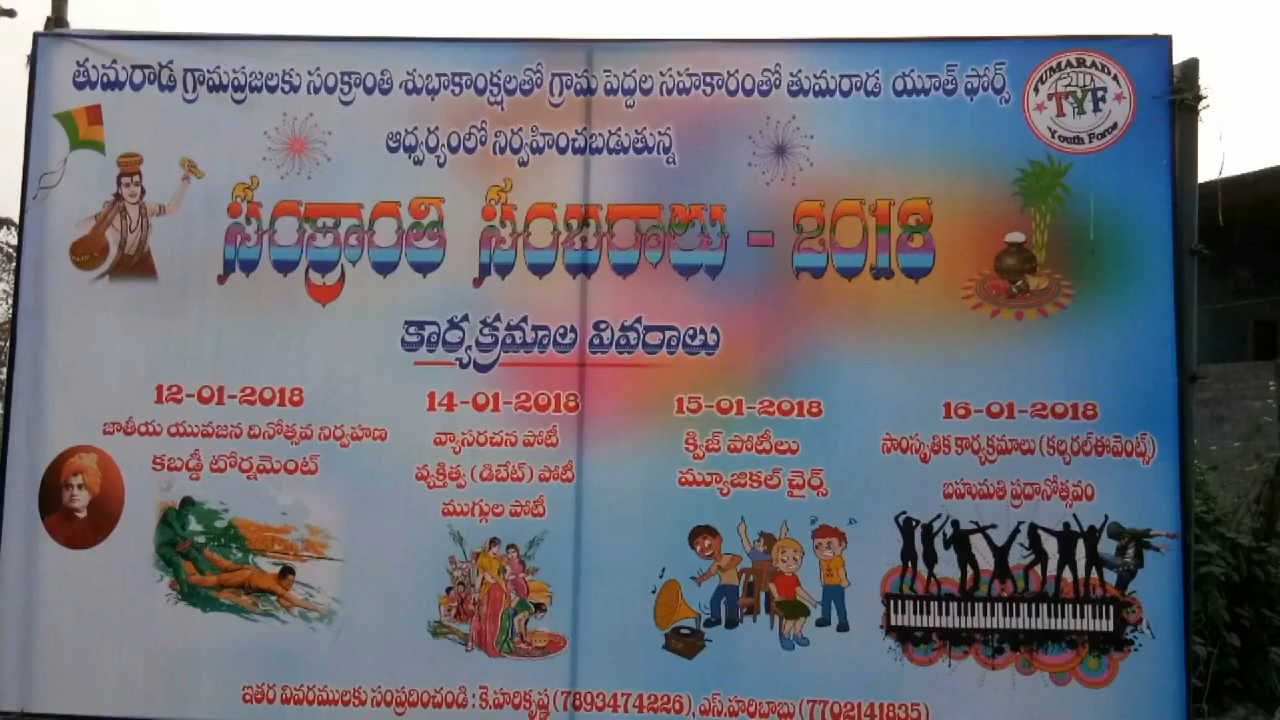 తుమరాడ గ్రామప్రజలకు సంక్రాంతి శుభాకాంక్షలతో గ్రామ పెద్దల సహకారంతో తుమరాడ యూత్ ఫోర్స్
ఆధ్వర్యంలో నిర్వహించబడుతున్న
TUMARADA
TYF
Youth Force
సంక్రాంతి సంబరాలు - 2018
కార్యక్రమాల వివరాలు
12-01-2018
జాతీయ యువజన దినోత్సవ నిర్వహణ
కబడ్డీ టోర్నమెంట్
14-01-2018
వ్యాసరచన పోటీ
వ్యక్తిత్వ (డిబేట్) పోటీ
ముగ్గుల పోటీ
15-01-2018
క్విజ్ పోటీలు
మ్యూజికల్ చైర్స్
16-01-2018
సాంస్కృతిక కార్యక్రమాలు (కల్చరల్ఈవెంట్స్)
బహుమతి ప్రదానోత్సవం
ఇతర వివరములకు సంప్రదించండి : కె.హరికృష్ణ (7893474226), ఎస్.హరిబాబు (7702141835)